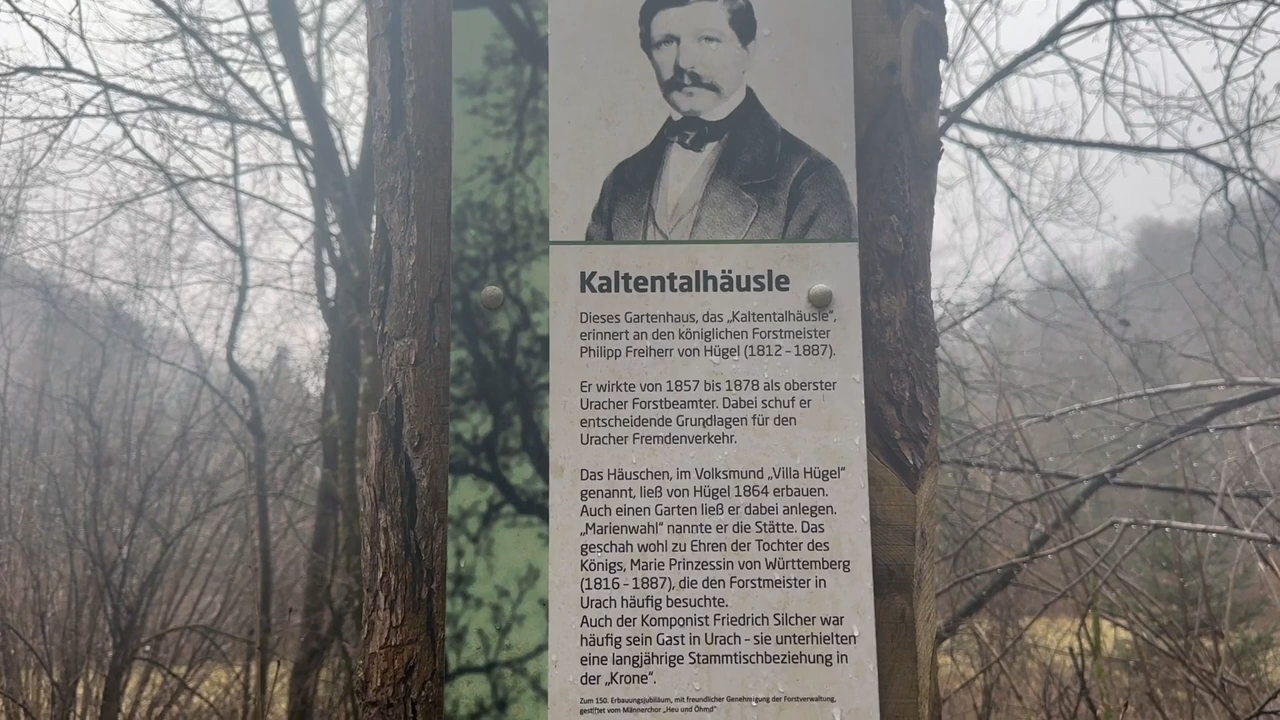 Kaltentalhäusle
Dieses Gartenhaus, das „Kaltentalhäusle“,
erinnert an den königlichen Forstmeister
Philipp Freiherr von Hügel (1812 – 1887).
Er wirkte von 1857 bis 1878 als oberster
Uracher Forstbeamter. Dabei schuf er
entscheidende Grundlagen für den
Uracher Fremdenverkehr.
Das Häuschen, im Volksmund „Villa Hügel“
genannt, ließ von Hügel 1864 erbauen.
Auch einen Garten ließ er dabei anlegen.
„Marienwahl“ nannte er die Stätte. Das
geschah wohl zu Ehren der Tochter des
Königs, Marie Prinzessin von Württemberg
(1816 – 1887), die den Forstmeister in
Urach häufig besuchte.
Auch der Komponist Friedrich Silcher war
häufig sein Gast in Urach – sie unterhielten
eine langjährige Stammtischbeziehung in
der „Krone“.
Zum 150. Erbauungsjubiläum, mit freundlicher Genehmigung der Forstverwaltung,
gestiftet vom Männerchor „Heu und Öhmd“